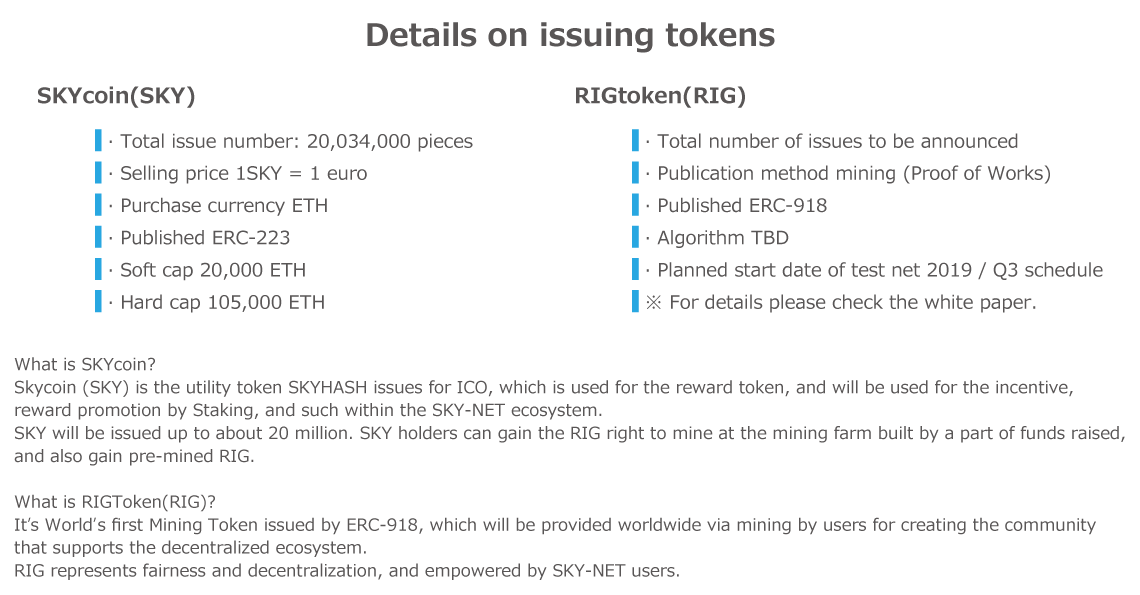 Details on issuing tokens
SKYcoin(SKY)
· Total issue number: 20,034,000 pieces
· Selling price 1SKY = 1 euro
· Purchase currency ETH
· Published ERC-223
· Soft cap 20,000 ETH
· Hard cap 105,000 ETH
RIGtoken(RIG)
· Total number of issues to be announced
· Publication method mining (Proof of Works)
· Published ERC-918
· Algorithm TBD
· Planned start date of test net 2019 / Q3 schedule
※ For details please check the white paper.
What is SKYcoin?
Skycoin (SKY) is the utility token SKYHASH issues for ICO, which is used for the reward token, and will be used for the incentive,
reward promotion by Staking, and such within the SKY-NET ecosystem.
SKY will be issued up to about 20 million. SKY holders can gain the RIG right to mine at the mining farm built by a part of funds raised,
and also gain pre-mined RIG.
What is RIGToken(RIG)?
It's World's first Mining Token issued by ERC-918, which will be provided worldwide via mining by users for creating the community
that supports the decentralized ecosystem.
RIG represents fairness and decentralization, and empowered by SKY-NET users.